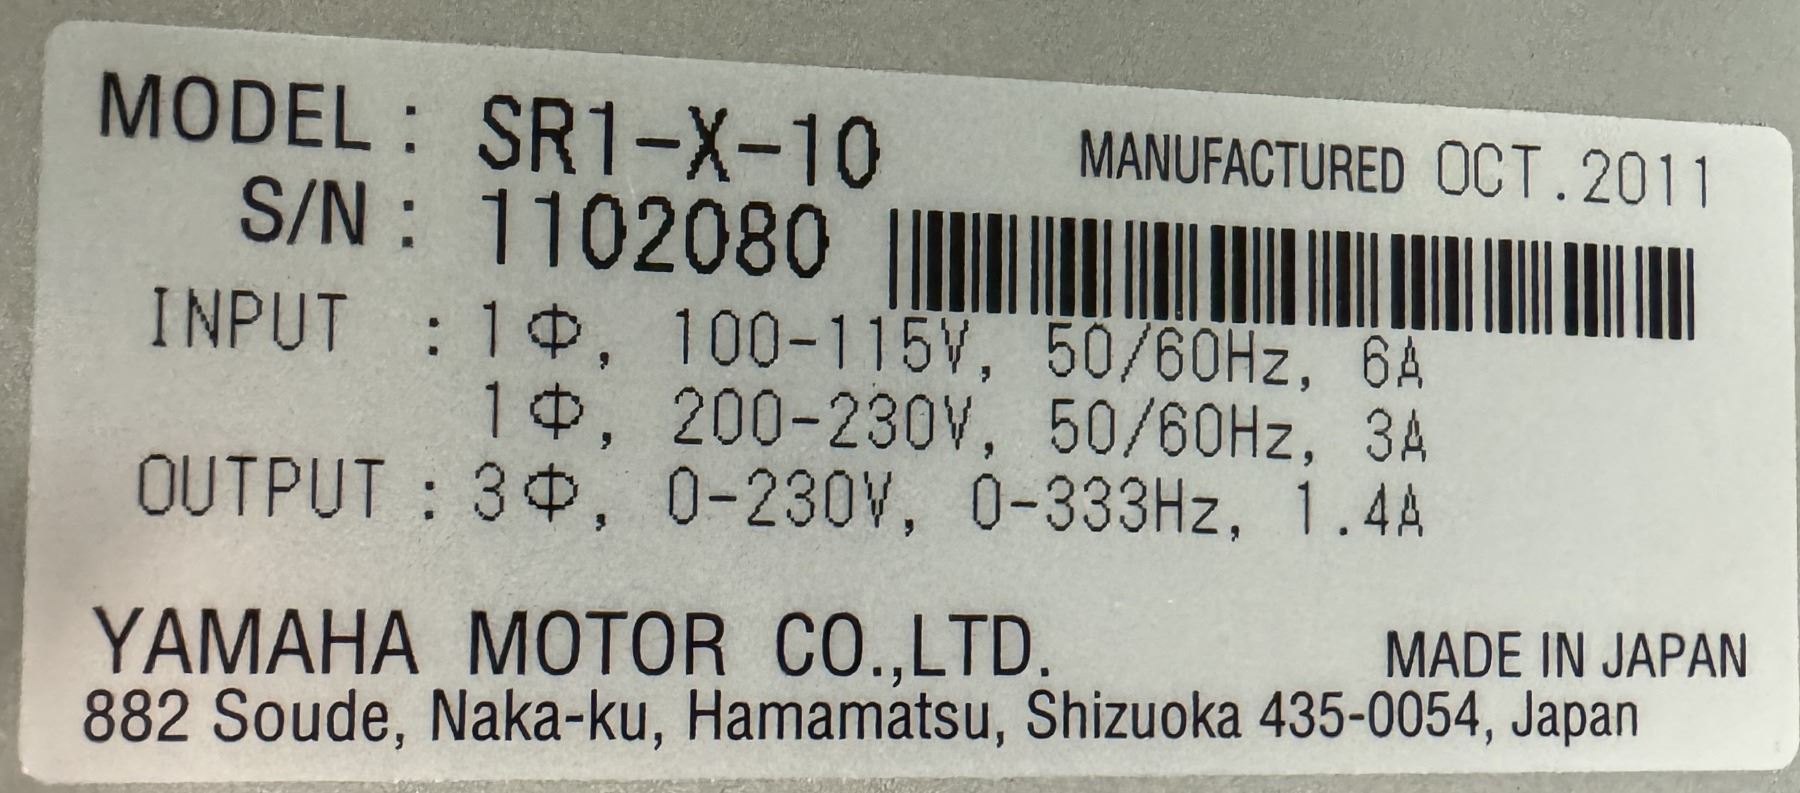 MODEL : SR1-X-10 MANUFACTURED OCT.2011
S/N : 1102080
INPUT : 1Φ, 100-115V, 50/60Hz, 6A
1Φ, 200-230V, 50/60Hz, 3A
OUTPUT : 3Φ, 0-230V, 0-333Hz, 1.4A
YAMAHA MOTOR CO.,LTD. MADE IN JAPAN
882 Soude, Naka-ku, Hamamatsu, Shizuoka 435-0054, Japan